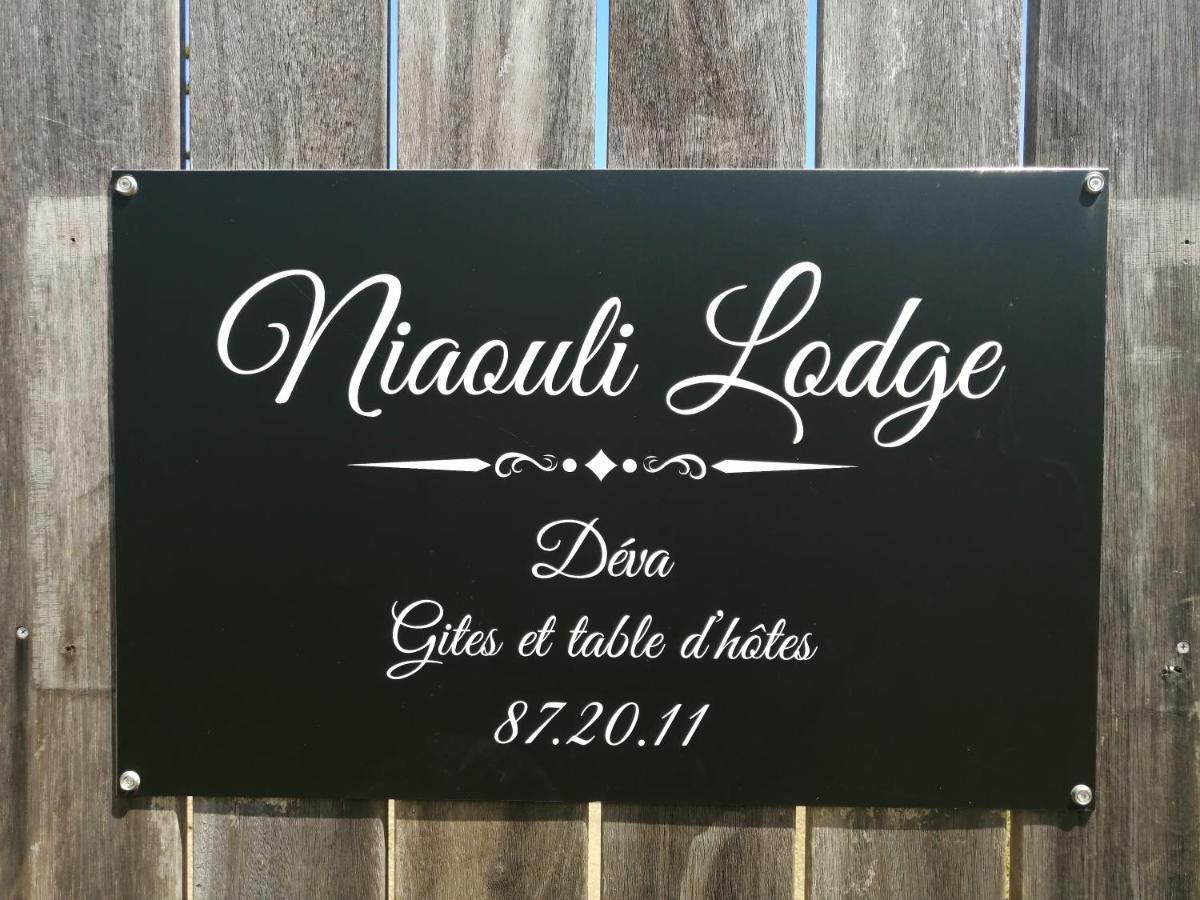 Niaouli Lodge
Déva
Gites et table d'hôtes
87.20.11